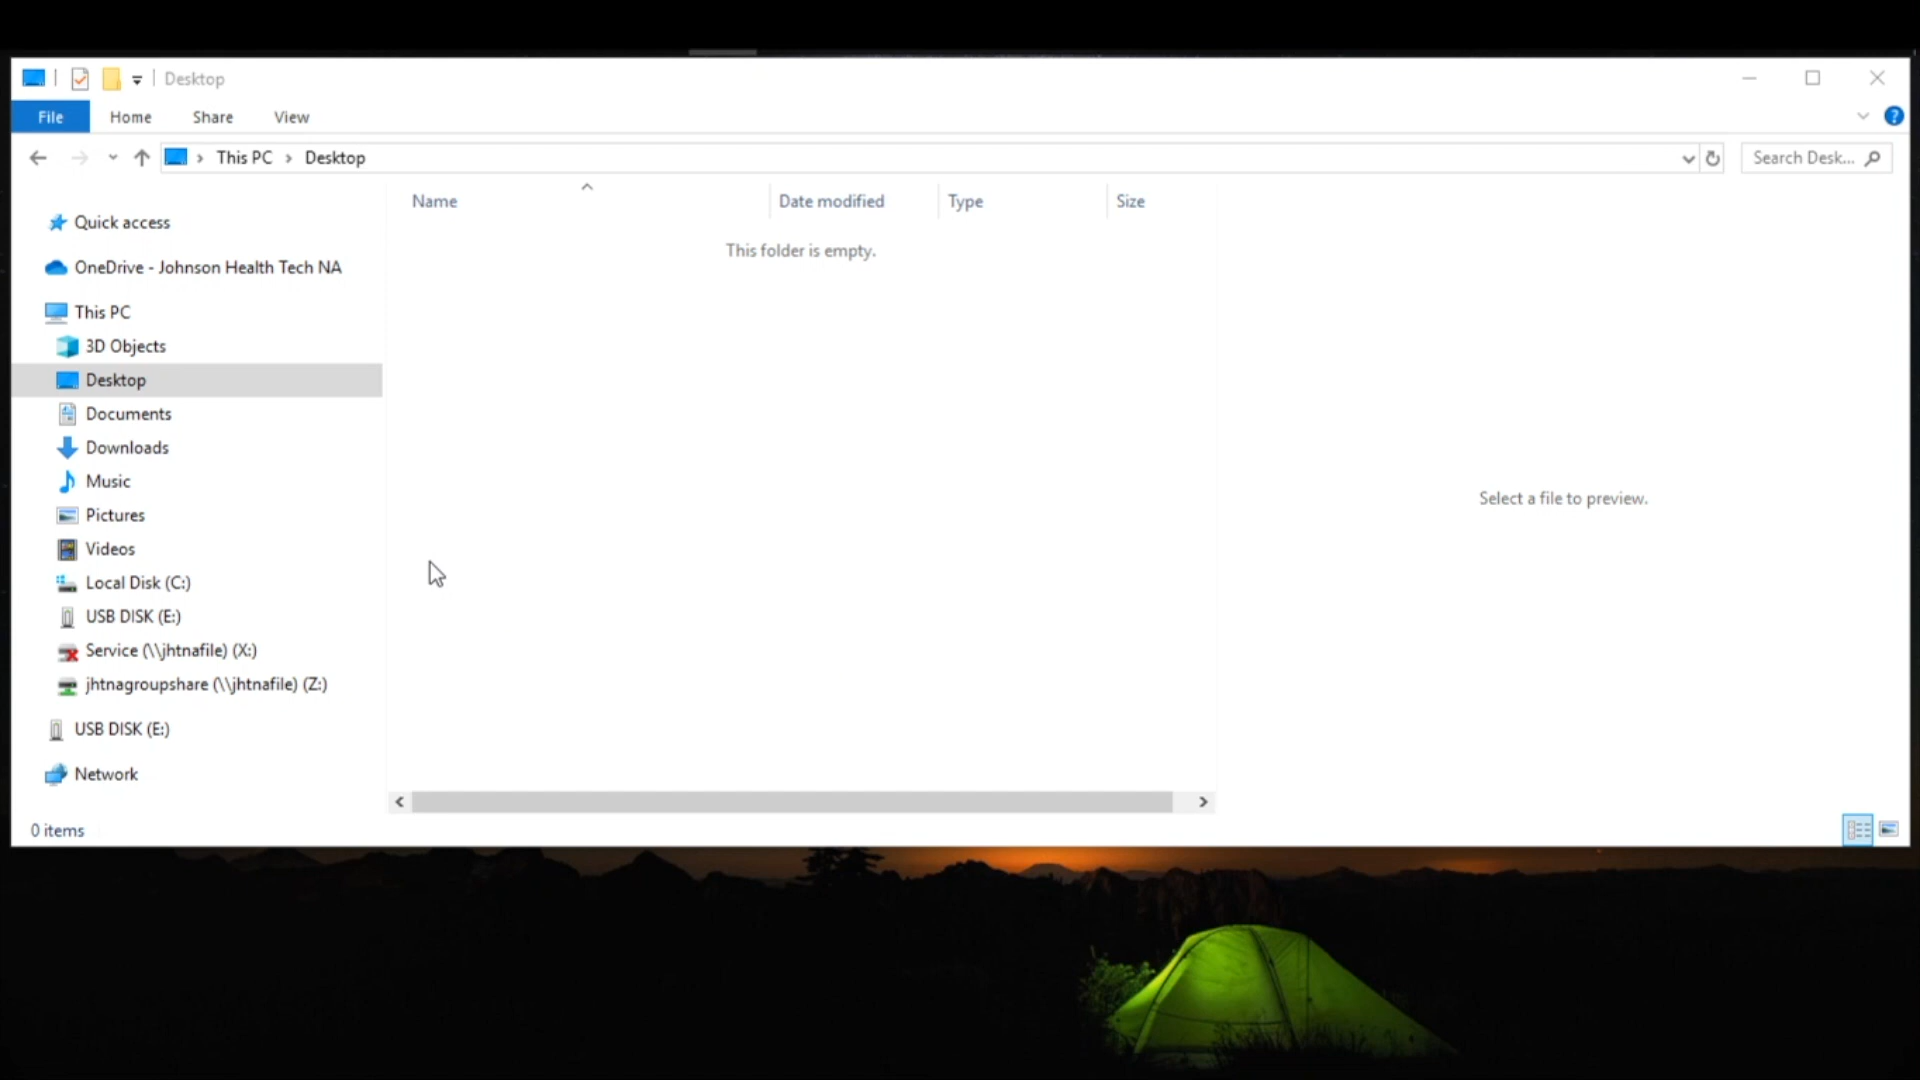 Desktop
File Home Share View
This PC Desktop
Search Desk...
Name Date modified Type Size
This folder is empty.
Quick access
OneDrive - Johnson Health Tech NA
This PC
3D Objects
Desktop
Documents
Downloads
Music
Pictures
Videos
Local Disk (C:)
USB DISK (E:)
Service (\\jhtnafile) (X:)
jhtnagroupshare (\\jhtnafile) (Z:)
USB DISK (E:)
Network
Select a file to preview.
0 items